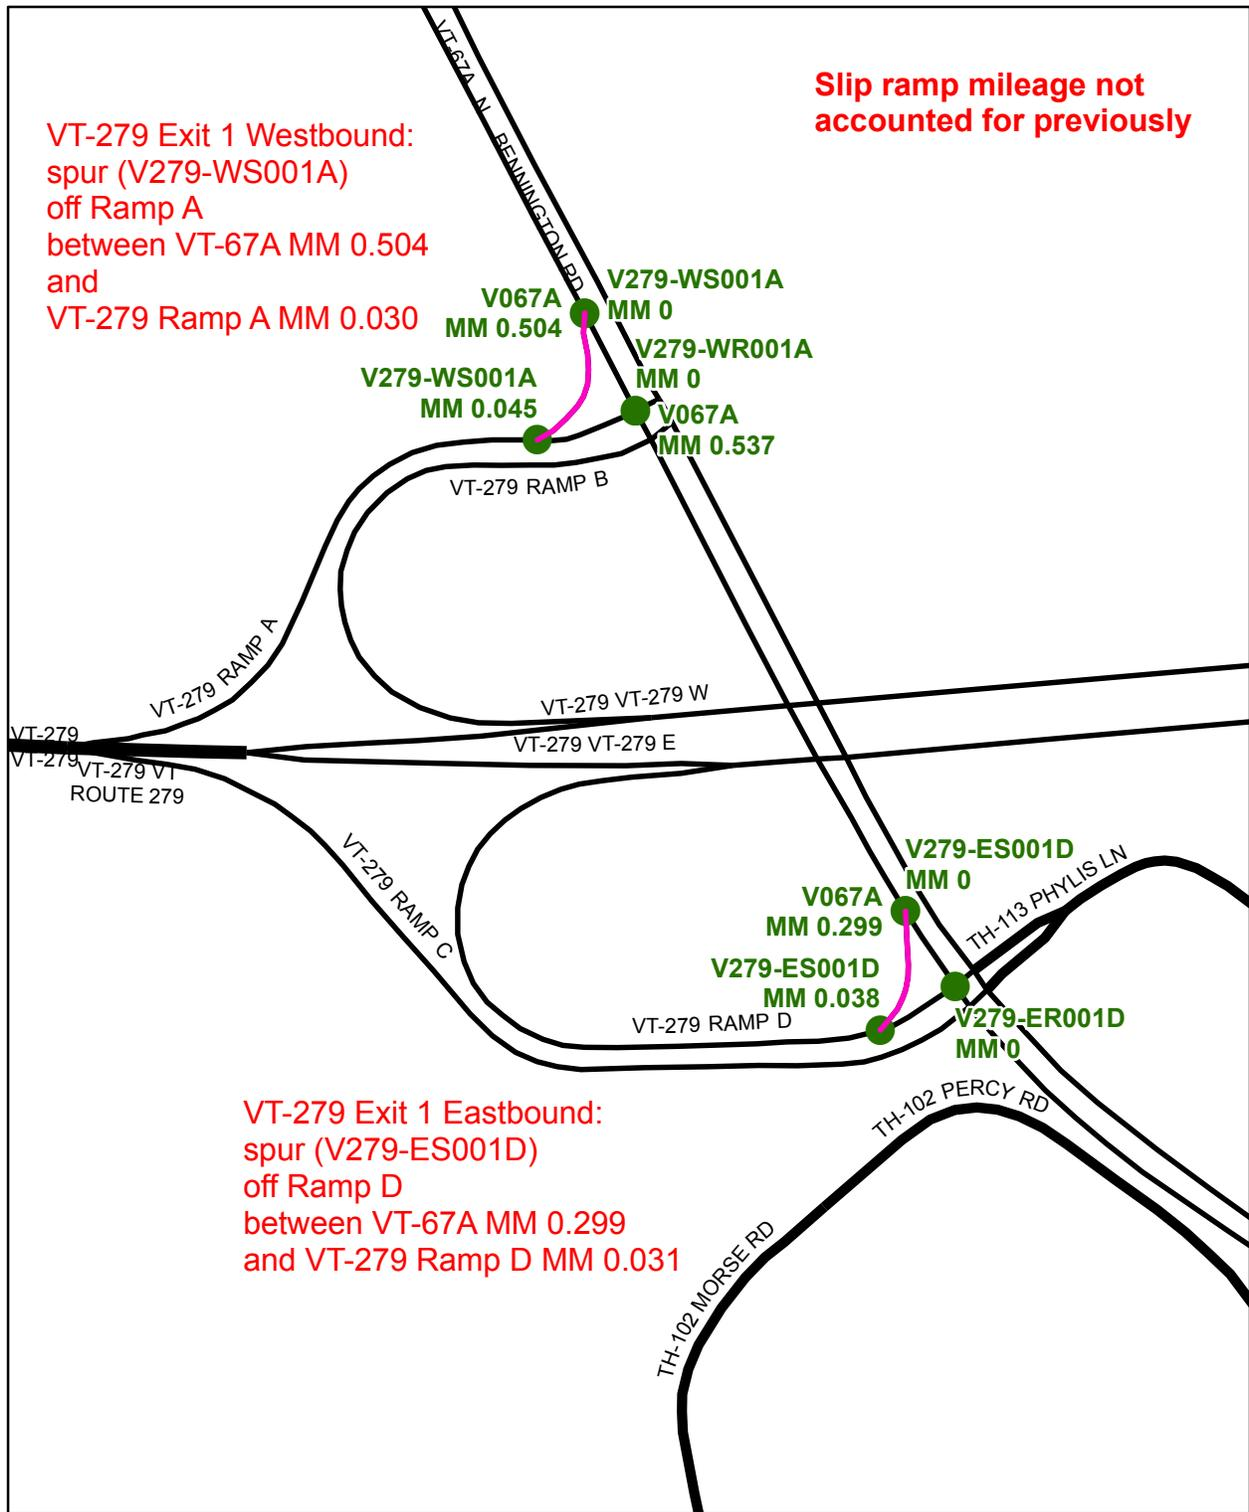 VT-67A N BENNINGTON RD
Slip ramp mileage not
accounted for previously
VT-279 Exit 1 Westbound:
spur (V279-WS001A)
off Ramp A
between VT-67A MM 0.504
and
VT-279 Ramp A MM 0.030
V279-WS001A
MM 0
V067A
MM 0.504
V279-WR001A
MM 0
V279-WS001A
MM 0.045
V067A
MM 0.537
VT-279 RAMP B
VT-279 RAMP A
VT-279 VT-279 W
VT-279
VT-279 VT-279 E
VT-279
VT-279 VT
ROUTE 279
VT-279 RAMP C
V279-ES001D
MM 0
TH-113 PHYLIS LN
V067A
MM 0.299
V279-ES001D
MM 0.038
VT-279 RAMP D
V279-ER001D
MM 0
TH-102 PERCY RD
VT-279 Exit 1 Eastbound:
spur (V279-ES001D)
off Ramp D
between VT-67A MM 0.299
and VT-279 Ramp D MM 0.031
TH-102 MORSE RD